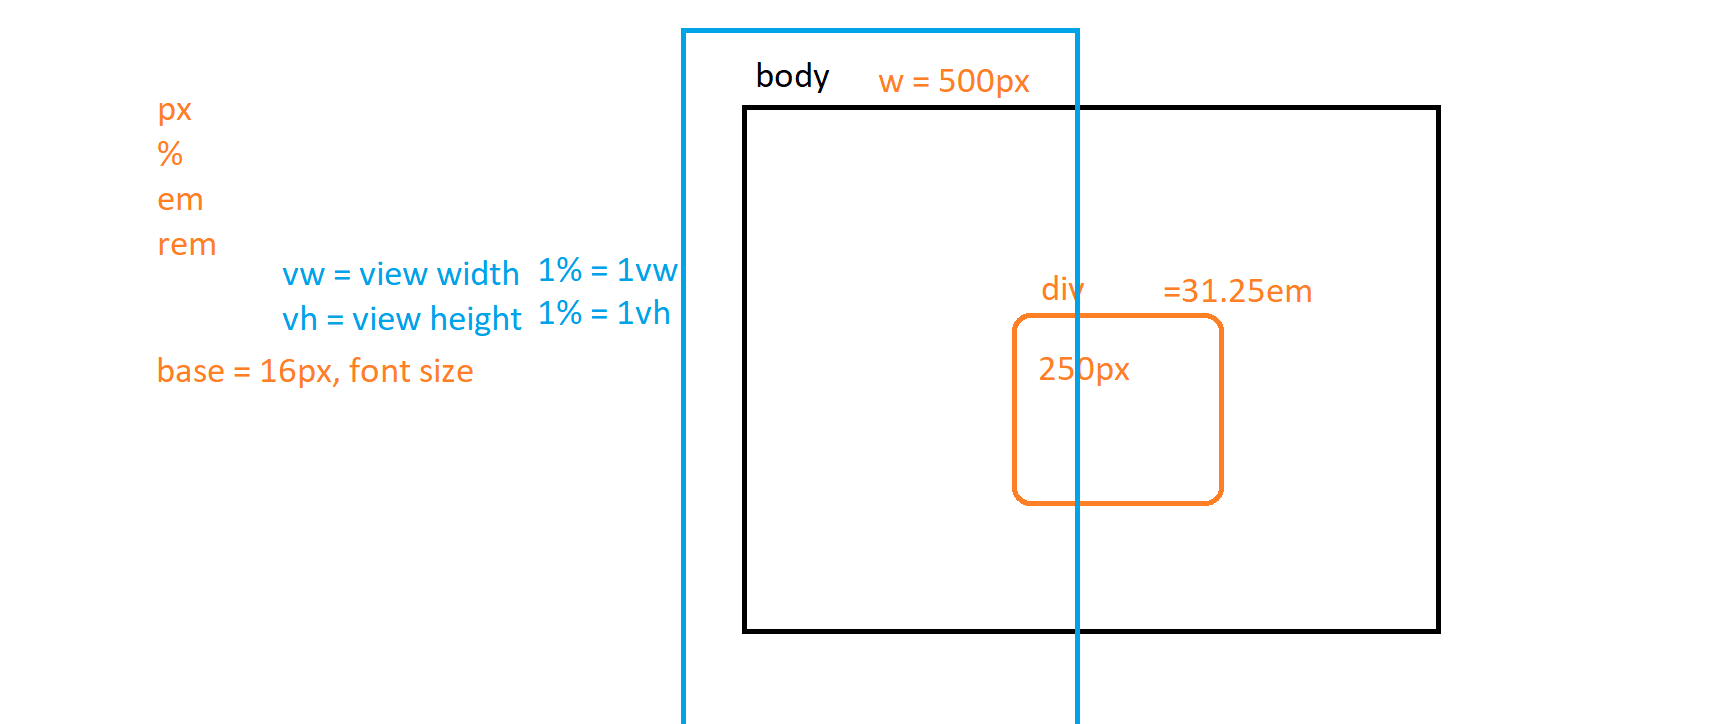 body
w = 500px
px
%
em
rem
vw = view width
1% = 1vw
vh = view height
1% = 1vh
div
=31.25em
base = 16px, font size
250px